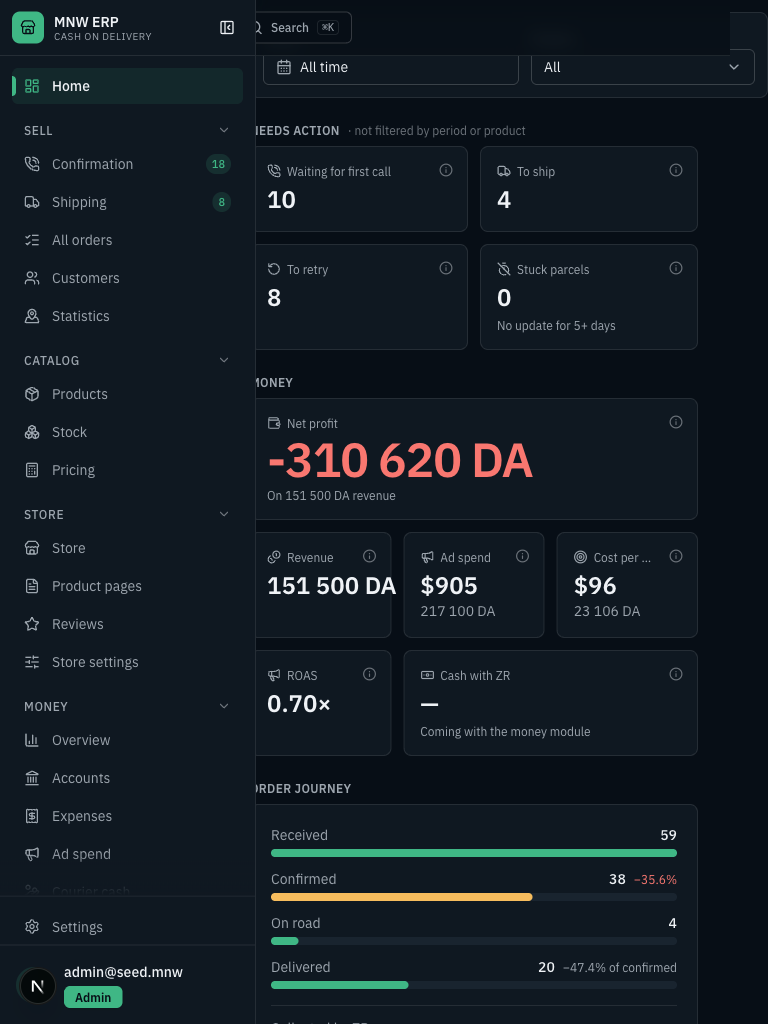 MNW ERP
CASH ON DELIVERY
Search ⌘K
Home
All time
All
SELL
Confirmation 18
Shipping 8
All orders
Customers
Statistics
CATALOG
Products
Stock
Pricing
STORE
Store
Product pages
Reviews
Store settings
MONEY
Overview
Accounts
Expenses
Ad spend
Courier cash
Settings
admin@seed.mnw
Admin
NEEDS ACTION · not filtered by period or product
Waiting for first call
10
To ship
4
To retry
8
Stuck parcels
0
No update for 5+ days
MONEY
Net profit
-310 620 DA
On 151 500 DA revenue
Revenue
151 500 DA
Ad spend
$905
217 100 DA
Cost per ...
$96
23 106 DA
ROAS
0.70×
Cash with ZR
—
Coming with the money module
ORDER JOURNEY
Received 59
Confirmed 38 −35.6%
On road 4
Delivered 20 −47.4% of confirmed